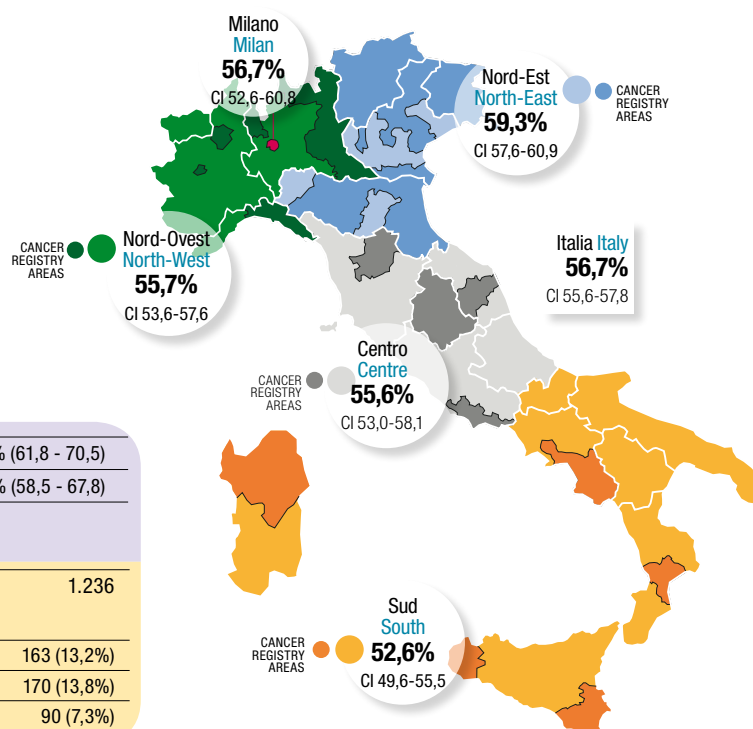 Milano
Milan
56,7%
CI 52,6-60,8
Nord-Est
North-East
59,3%
CI 57,6-60,9
CANCER
REGISTRY
AREAS
CANCER
REGISTRY
AREAS
Nord-Ovest
North-West
55,7%
CI 53,6-57,6
Italia Italy
56,7%
CI 55,6-57,8
CANCER
REGISTRY
AREAS
Centro
Centre
55,6%
CI 53,0-58,1
% (61,8 - 70,5)
% (58,5 - 67,8)
1.236
163 (13,2%)
170 (13,8%)
90 (7,3%)
CANCER
REGISTRY
AREAS
Sud
South
52,6%
CI 49,6-55,5